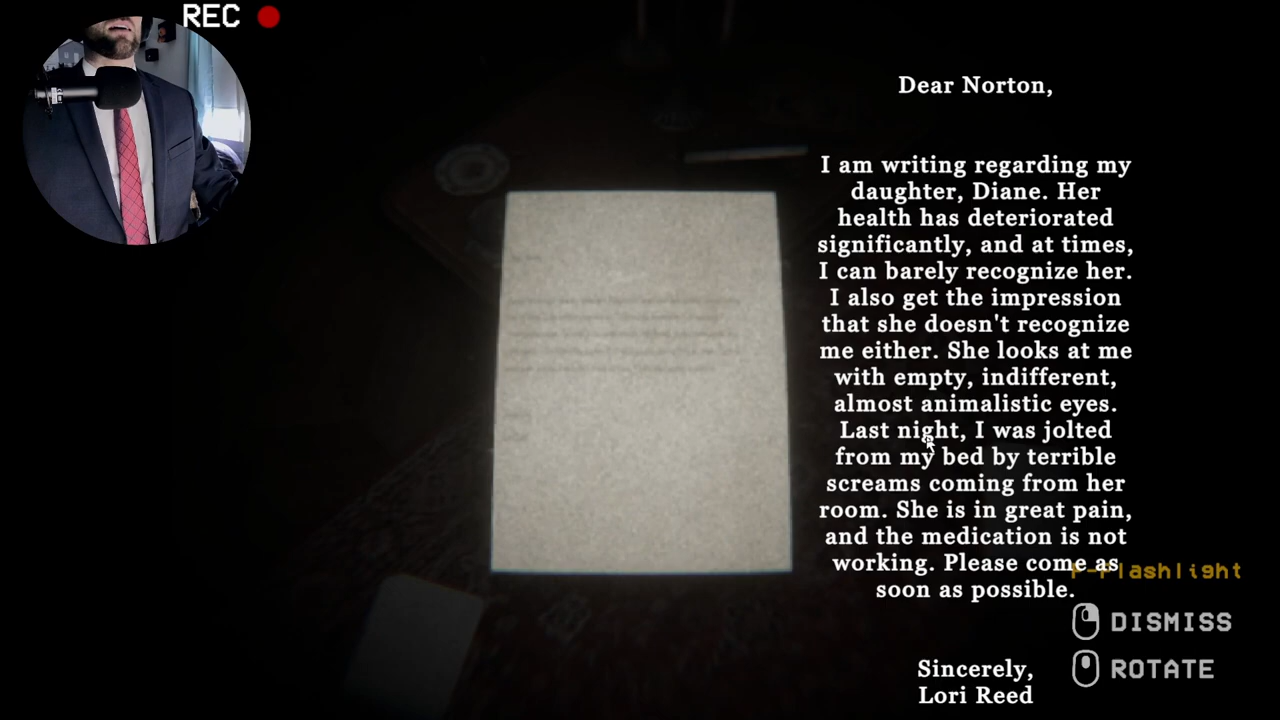 REC
Dear Norton,
I am writing regarding my
daughter, Diane. Her
health has deteriorated
significantly, and at times,
I can barely recognize her.
I also get the impression
that she doesn't recognize
me either. She looks at me
with empty, indifferent,
almost animalistic eyes.
Last night, I was jolted
from my bed by terrible
screams coming from her
room. She is in great pain,
and the medication is not
working. Please come as
soon as possible.
F-Flashlight
DISMISS
ROTATE
Sincerely,
Lori Reed